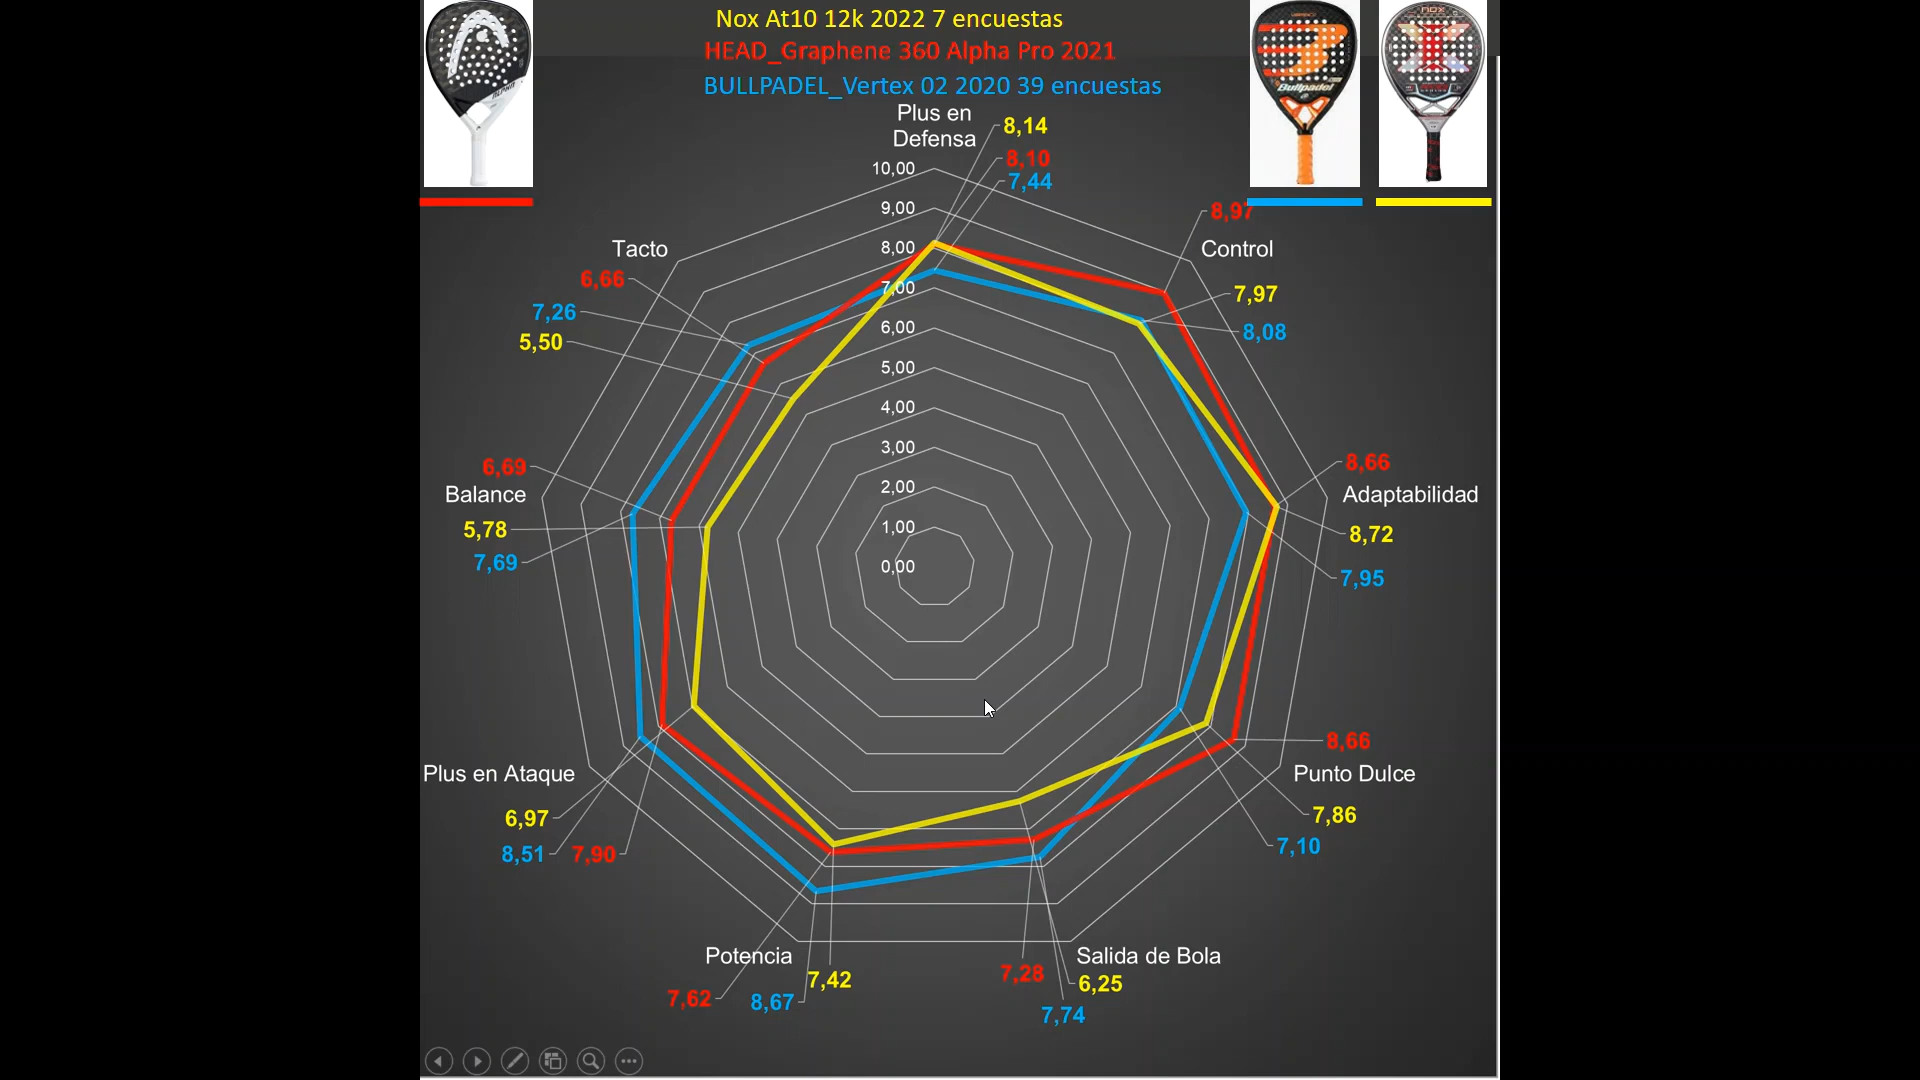 Nox At10 12k 2022 7 encuestas
HEAD_Graphene 360 Alpha Pro 2021
BULLPADEL_Vertex 02 2020 39 encuestas
Plus en
Defensa
8,14
8,10
7,44
10,00
9,00
8,00
7,00
6,00
5,00
4,00
3,00
2,00
1,00
0,00
8,97
Control
7,97
8,08
8,66
Adaptabilidad
8,72
7,95
8,66
Punto Dulce
7,86
7,10
Salida de Bola
7,28
6,25
7,74
Potencia
7,42
7,62
8,67
Plus en Ataque
6,97
8,51
7,90
6,69
Balance
5,78
7,69
Tacto
6,66
7,26
5,50
Bullpadel
NOX